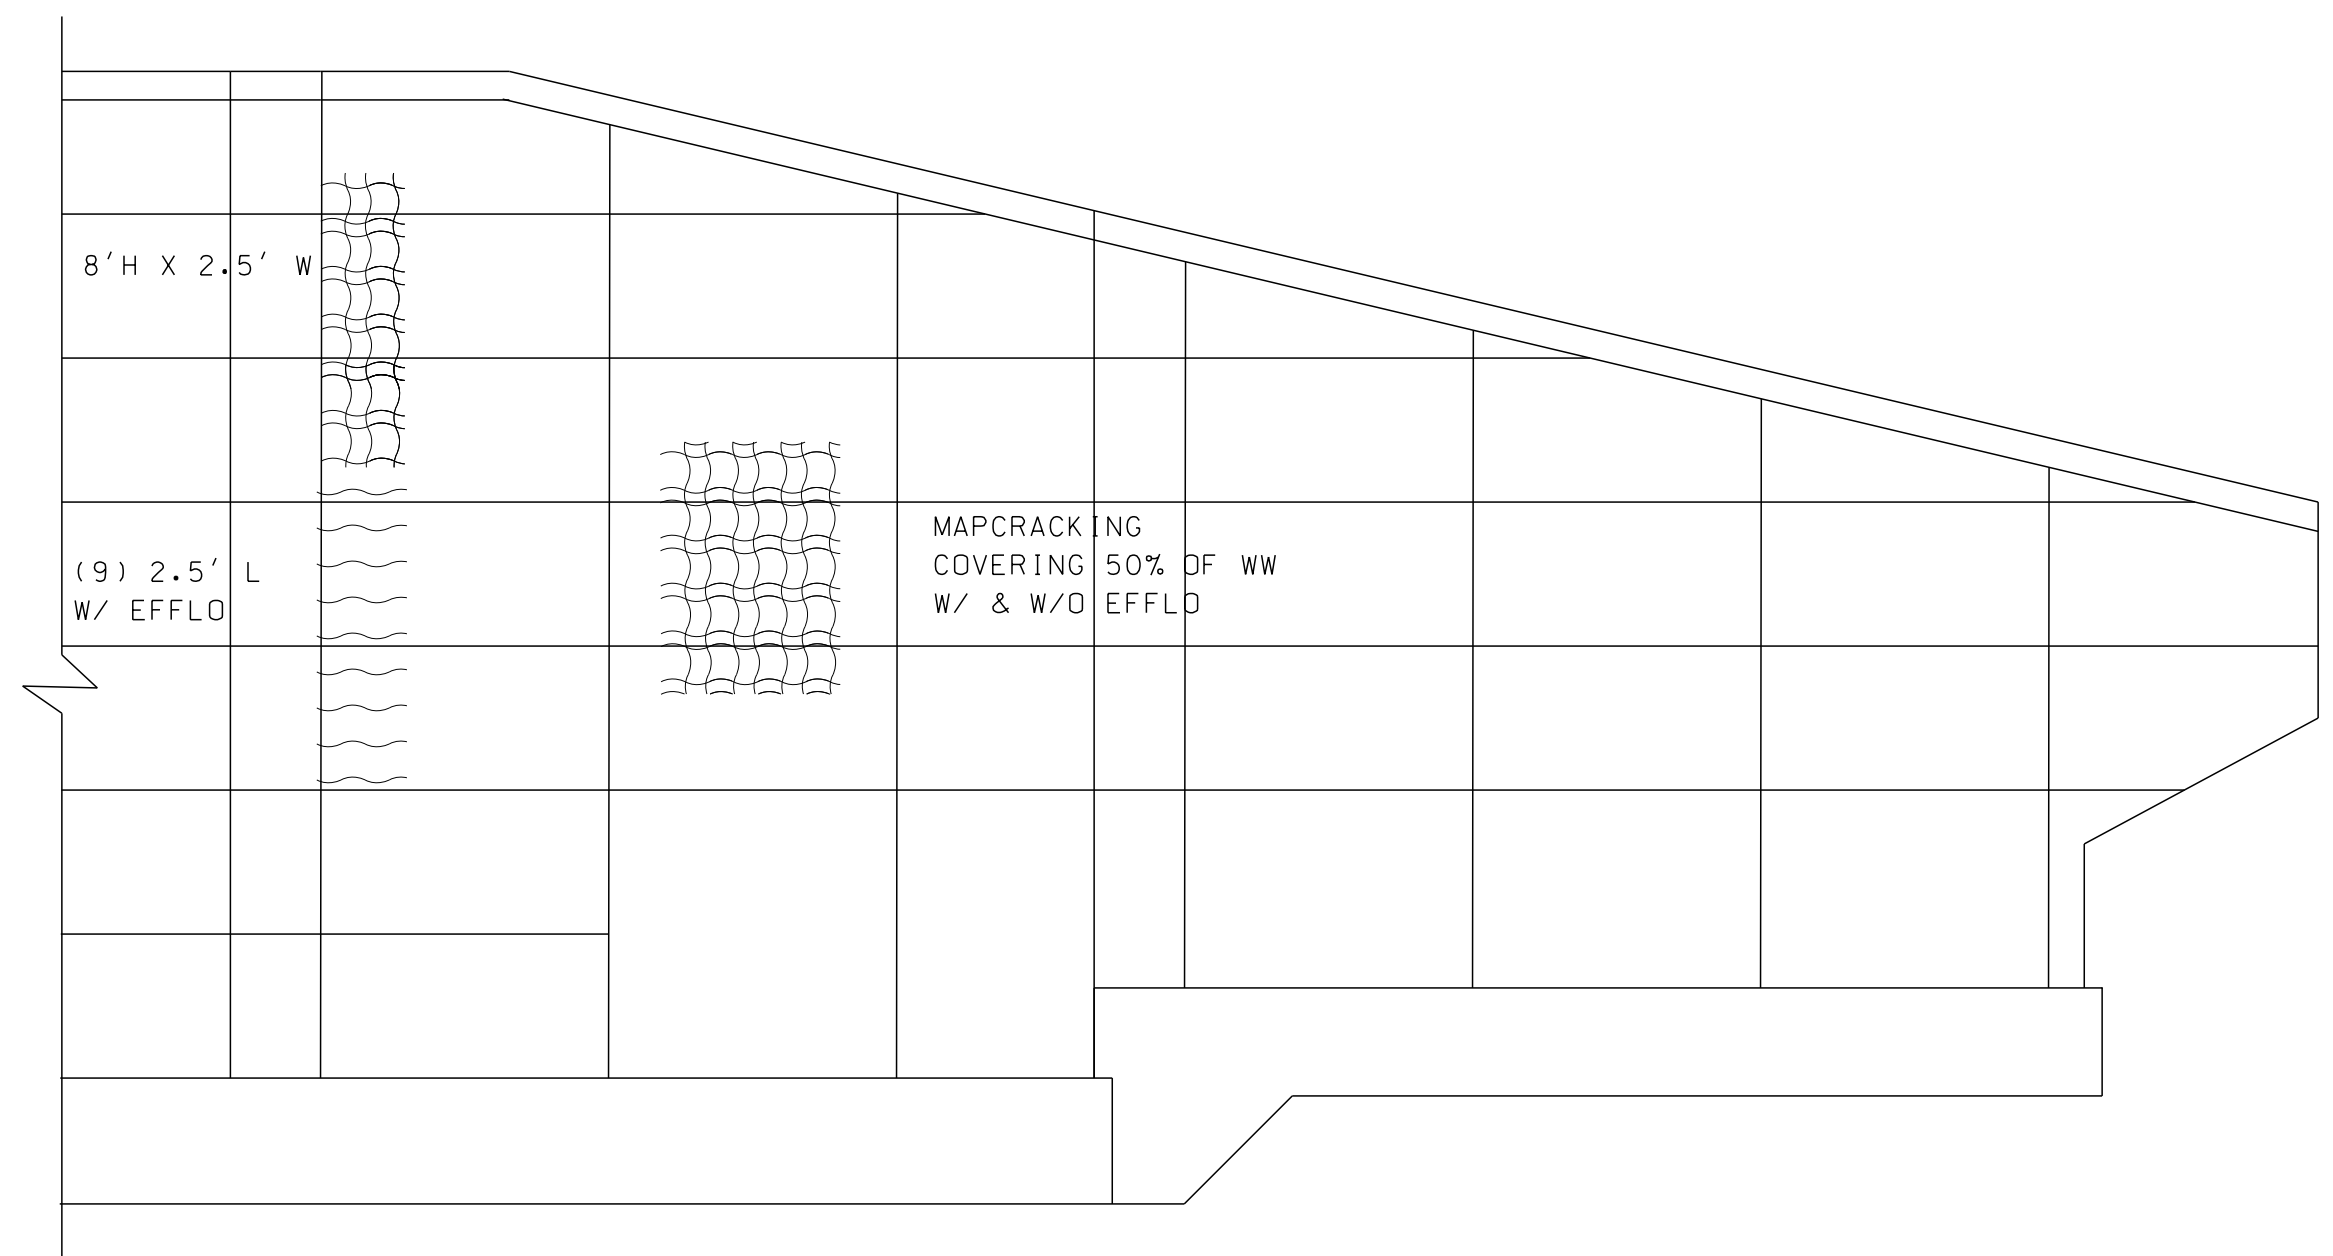 8'H X 2.5' W
MAPCRACKING
COVERING 50% OF WW
W/ & W/O EFFLO
(9) 2.5' L
W/ EFFLO